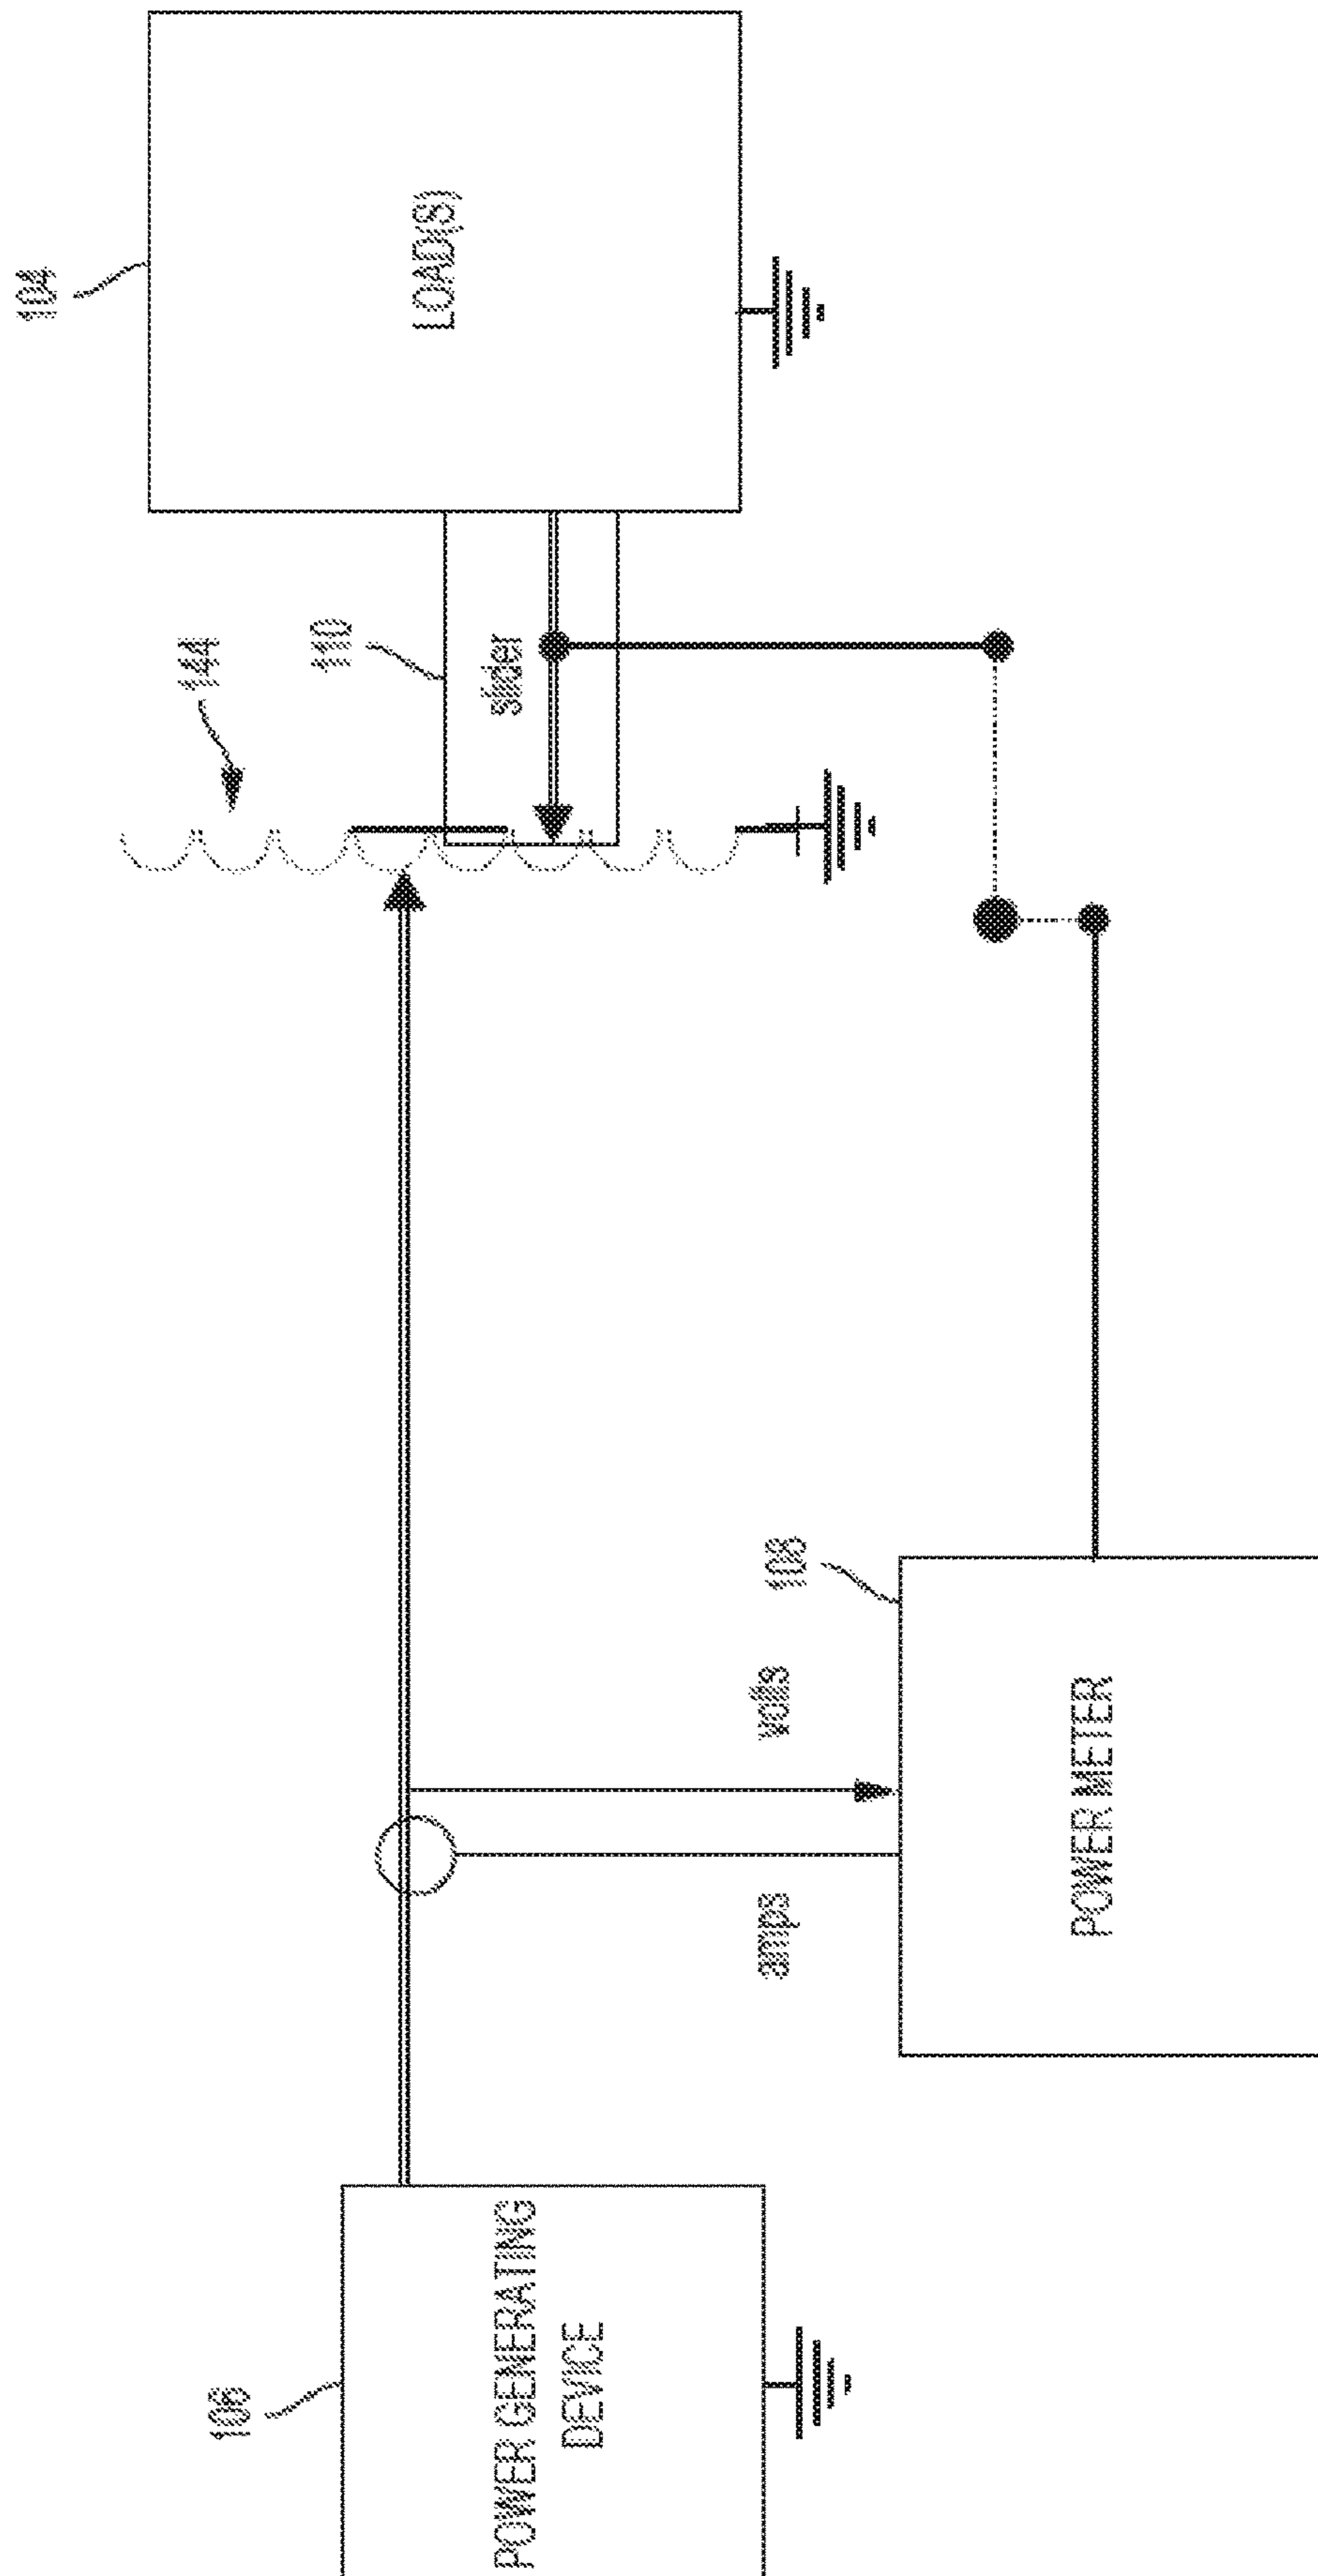 104
LOAD(S)
110
144
slider
108
volts
amps
POWER METER
106
POWER GENERATING
DEVICE